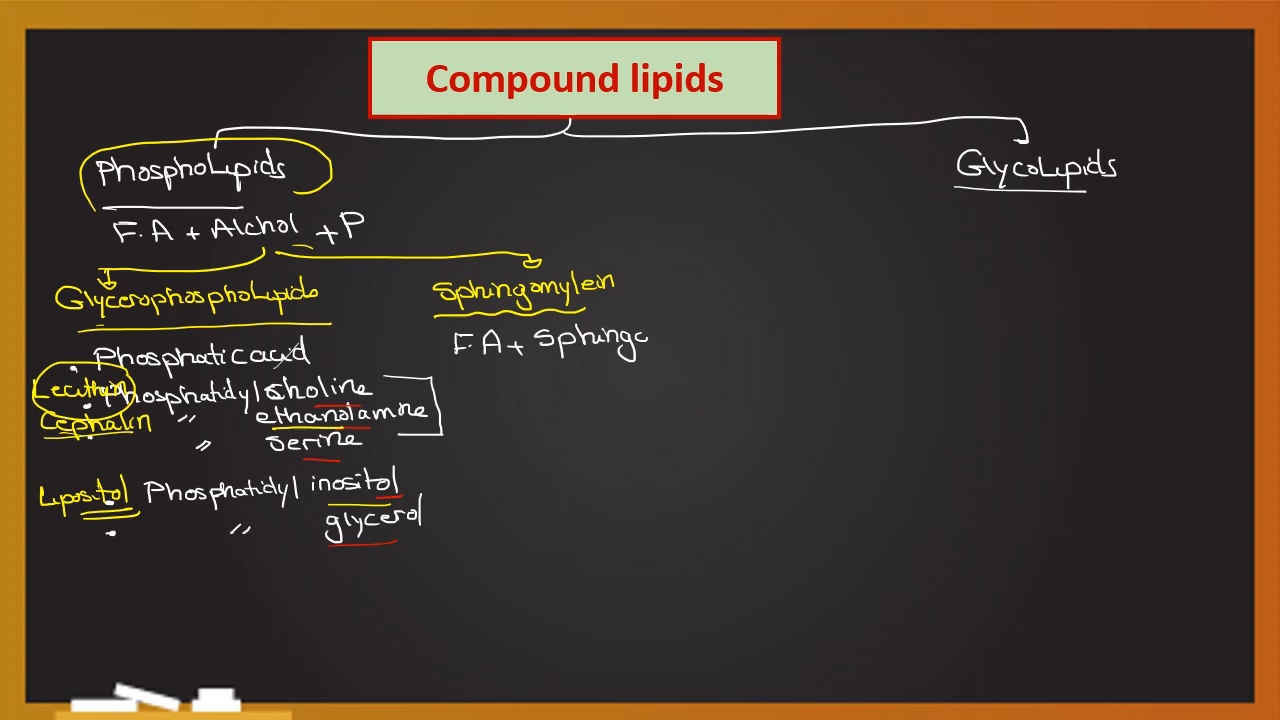 Compound lipids
PhosphoLipids
GlycoLipids
F.A + Alchol + P
Glycerophospholipids
Sphingomylein
F.A + Sphingo
Phosphatic acid
Lecithin Phosphatidyl choline
Cephalin " ethanolamine
" serine
Lipositol Phosphatidyl inositol
" glycerol